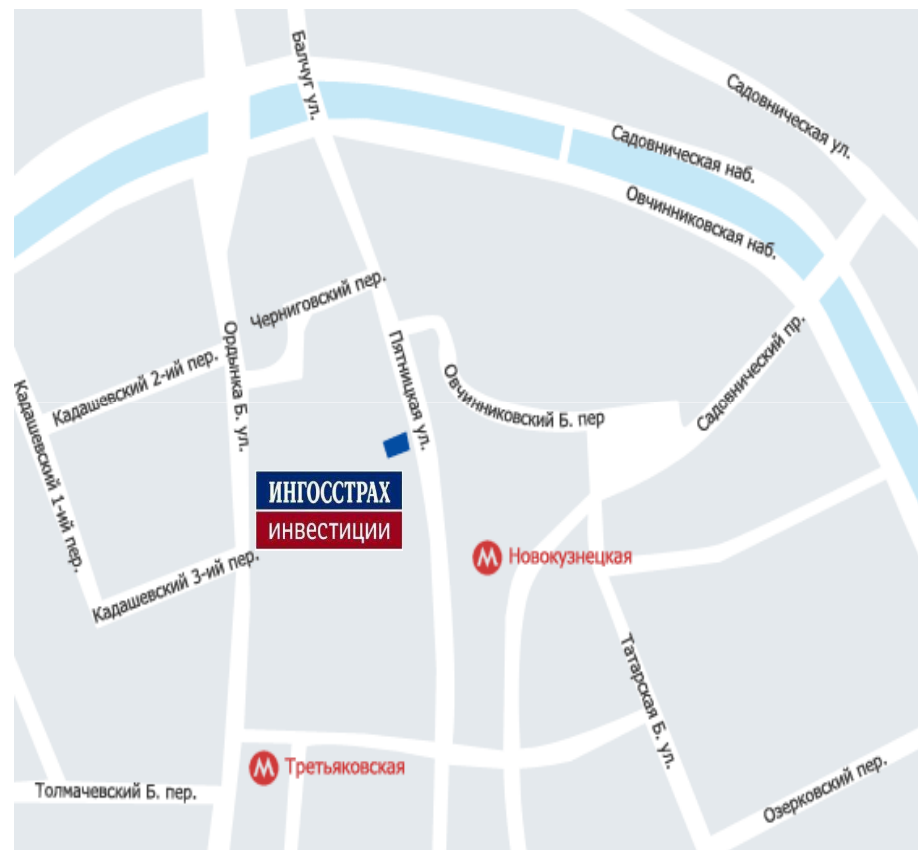 Балчуг ул.
Садовническая ул.
Садовническая наб.
Овчинниковская наб.
Черниговский пер.
Ордынка Б. ул.
Пятницкая ул.
Садовнический пр.
Кадашевский 2-ий пер.
Овчинниковский Б. пер
Кадашевский 1-ий пер.
ИНГОССТРАХ
ИНВЕСТИЦИИ
М Новокузнецкая
Кадашевский 3-ий пер.
Татарская Б. ул.
М Третьяковская
Толмачевский Б. пер.
Озерковский пер.